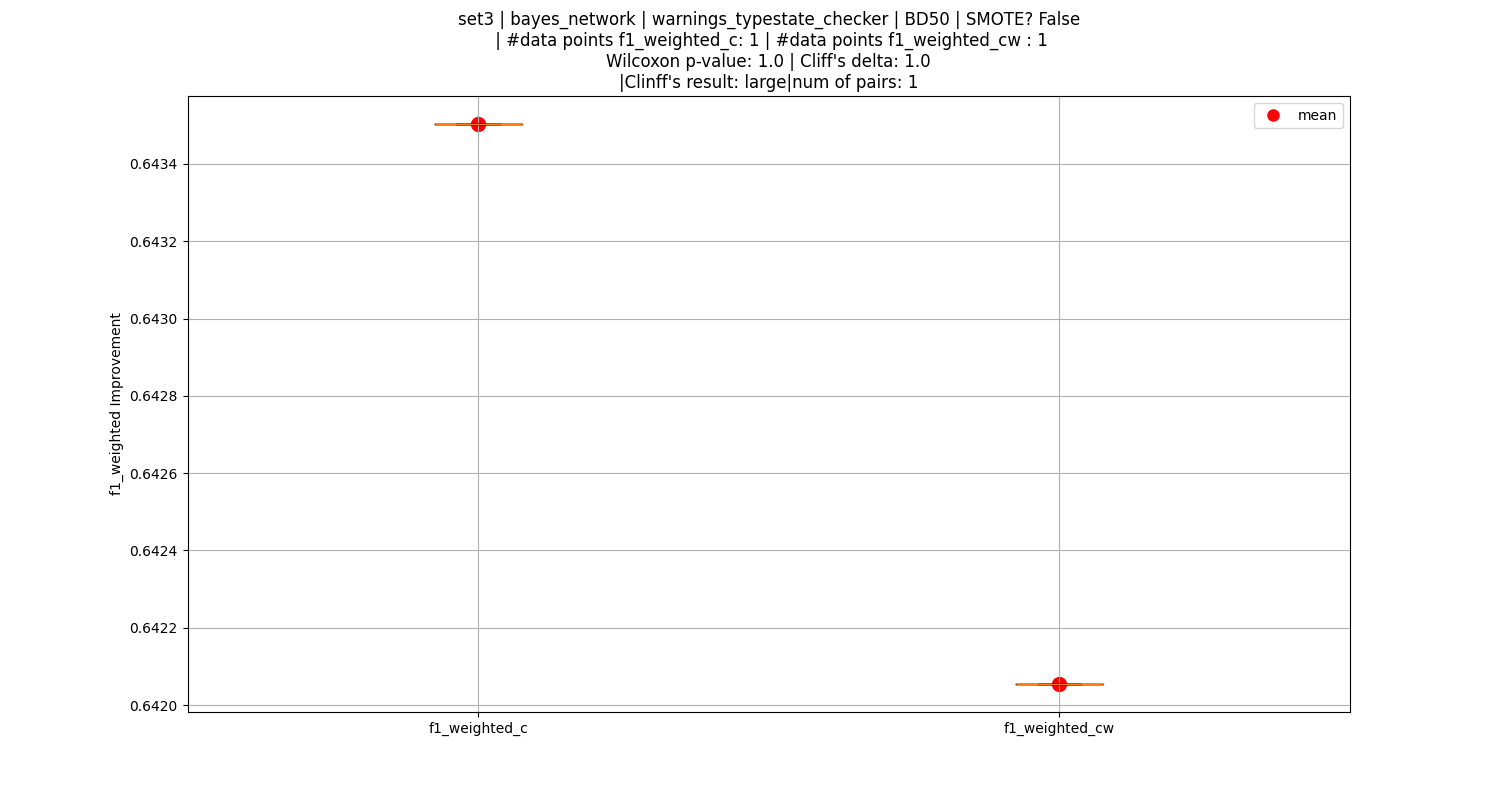 set3 | bayes_network | warnings_typestate_checker | BD50 | SMOTE? False
| #data points f1_weighted_c: 1 | #data points f1_weighted_cw : 1
Wilcoxon p-value: 1.0 | Cliff's delta: 1.0
|Clinff's result: large|num of pairs: 1
mean
f1_weighted Improvement
0.6434
0.6432
0.6430
0.6428
0.6426
0.6424
0.6422
0.6420
f1_weighted_c
f1_weighted_cw